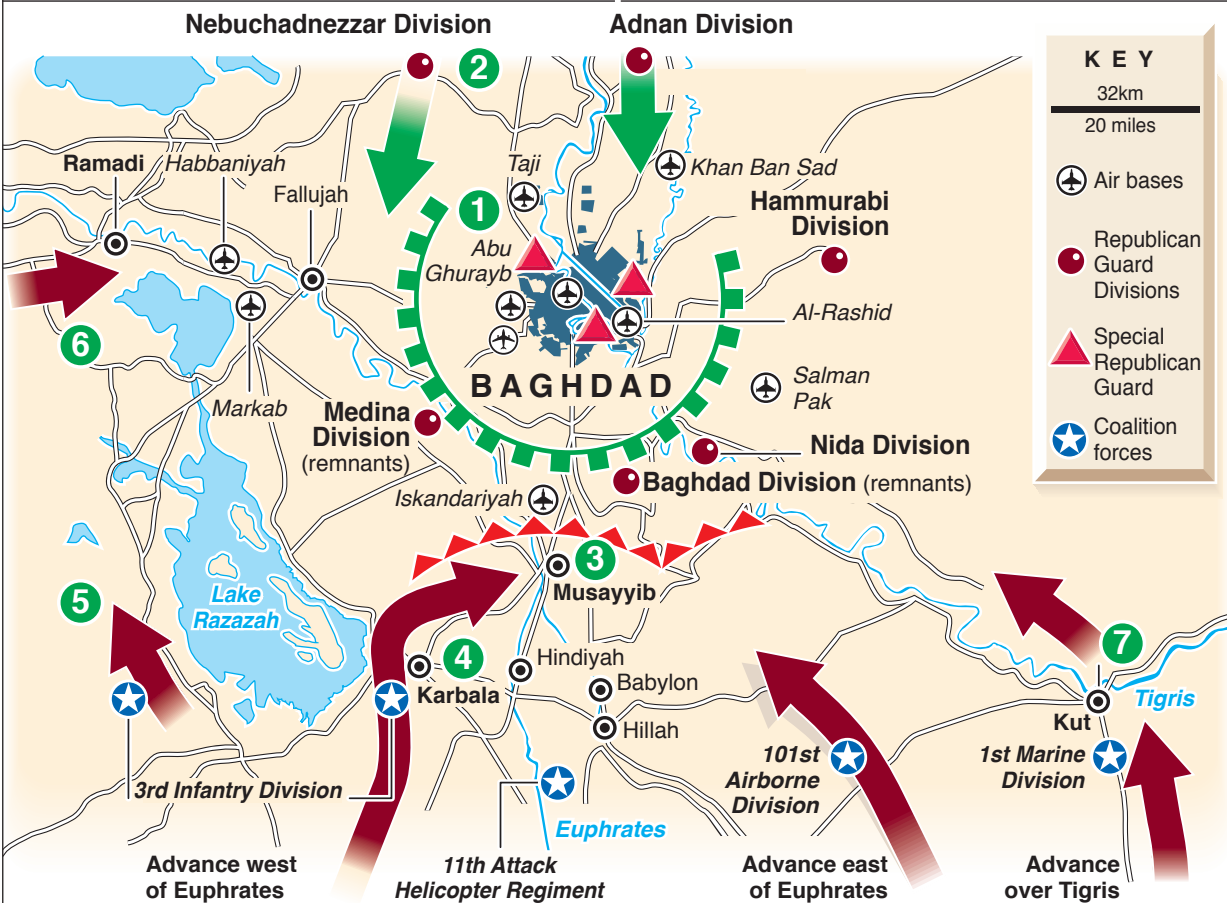 Nebuchadnezzar Division
Adnan Division
2
KEY
32km
20 miles
Air bases
Republican
Guard
Divisions
Special
Republican
Guard
Coalition
forces
Ramadi
Habbaniyah
Fallujah
Taji
Khan Ban Sad
1
Abu
Ghurayb
Hammurabi
Division
Al-Rashid
6
Markab
BAGHDAD
Salman
Pak
Medina
Division
(remnants)
Nida Division
Baghdad Division (remnants)
Iskandariyah
3
Musayyib
5
Lake
Razazah
4
Karbala
Hindiyah
Babylon
Hillah
7
Tigris
Kut
3rd Infantry Division
101st
Airborne
Division
1st Marine
Division
Euphrates
Advance west
of Euphrates
11th Attack
Helicopter Regiment
Advance east
of Euphrates
Advance
over Tigris